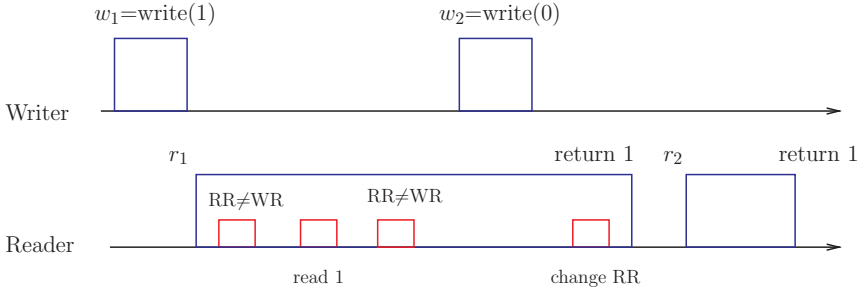 w₁=write(1) w₂=write(0)
Writer
r₁ return 1 r₂ return 1
RR≠WR RR≠WR
Reader
read 1 change RR